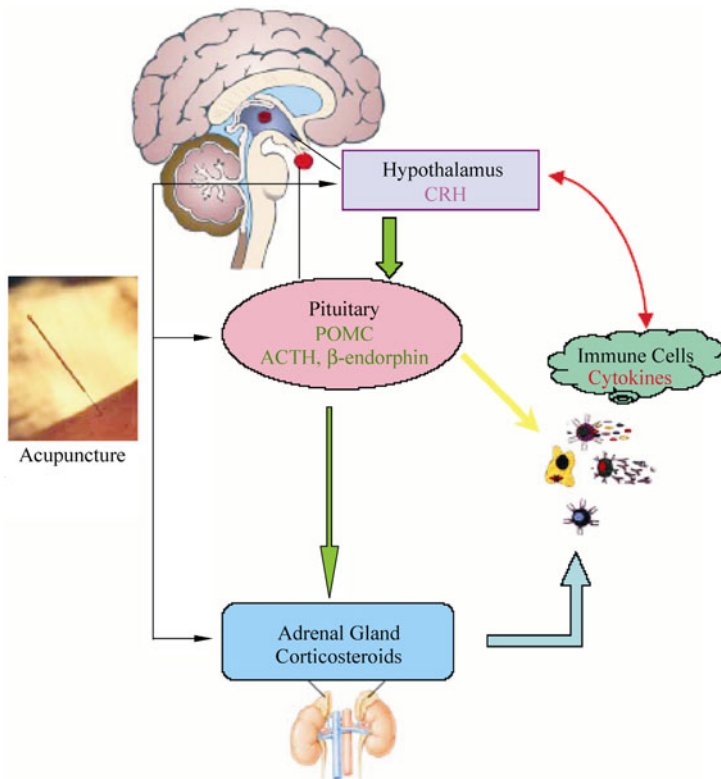 Hypothalamus
CRH
Pituitary
POMC
ACTH, β-endorphin
Immune Cells
Cytokines
Acupuncture
Adrenal Gland
Corticosteroids